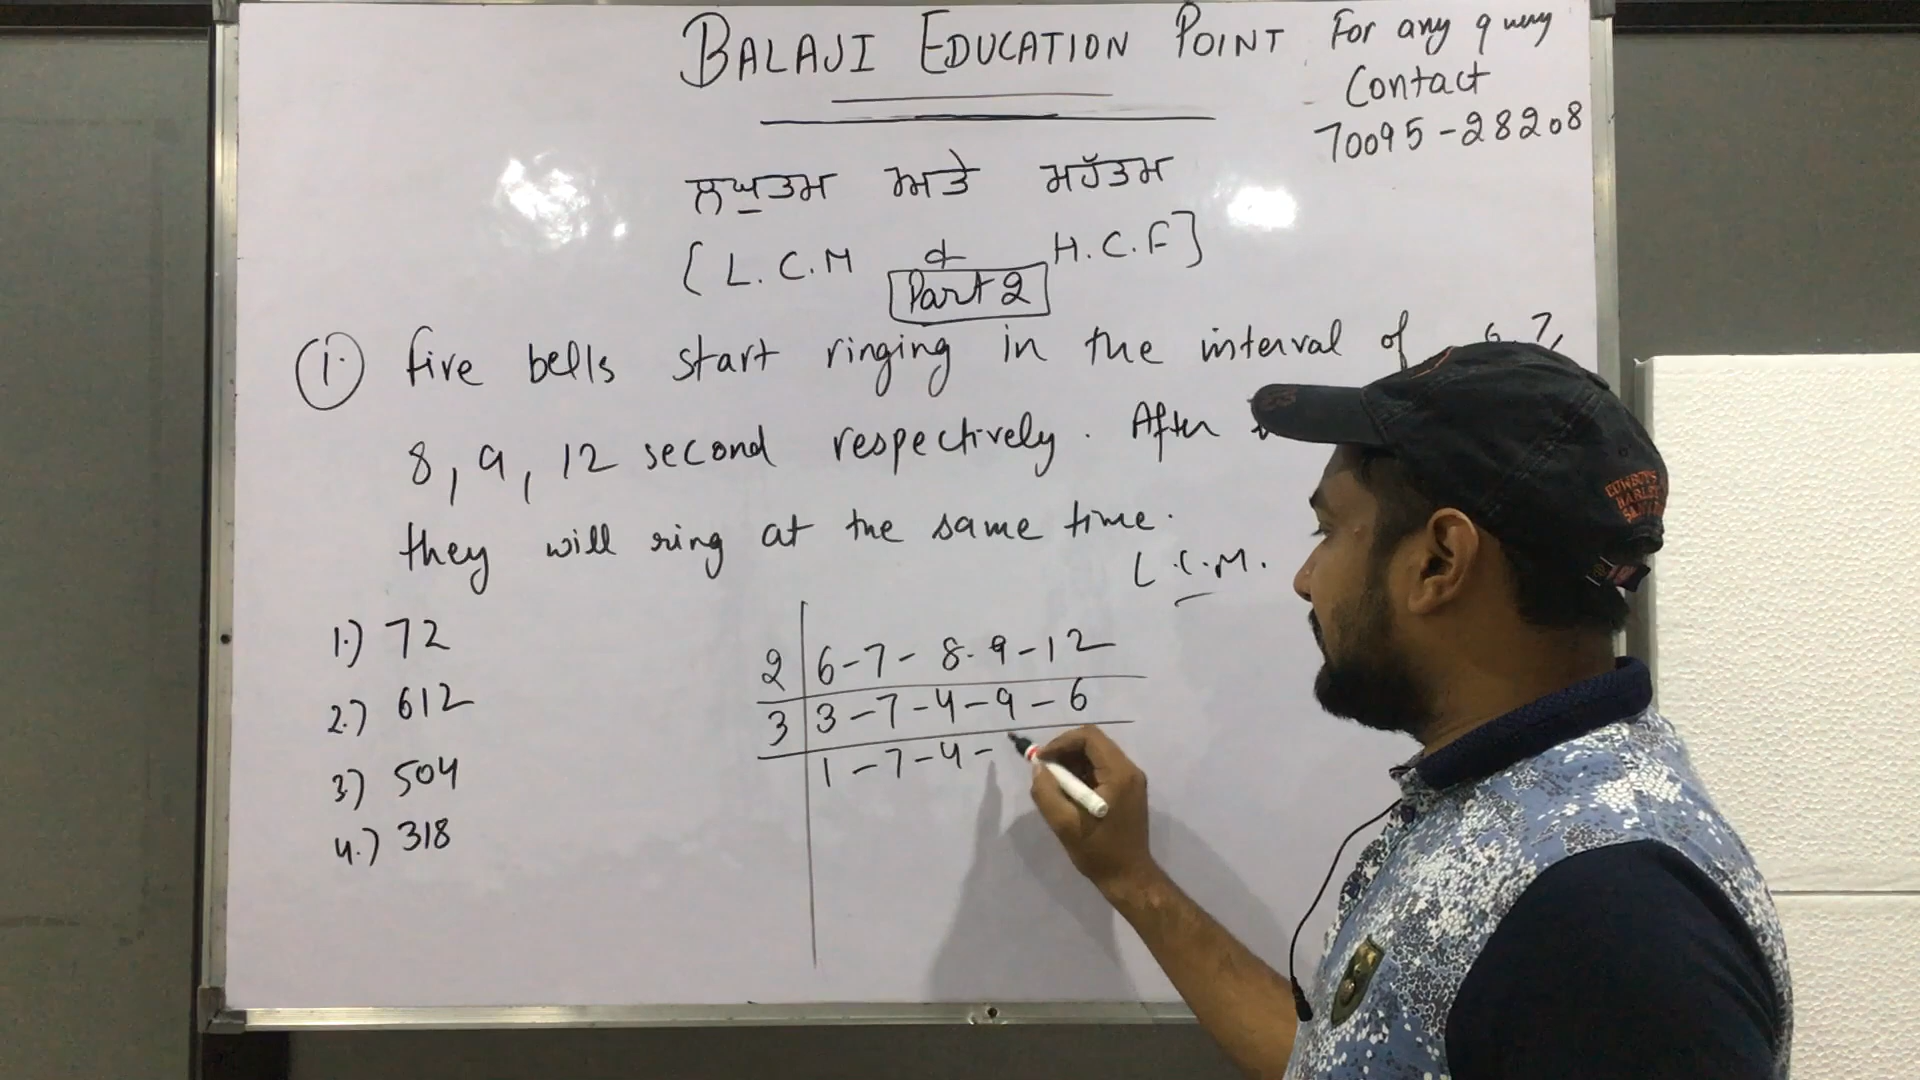 BALAJI EDUCATION POINT
For any query
Contact
70095-28208
ਲਘੁਤਮ ਅਤੇ ਮਹੱਤਮ
[L.C.M & H.C.F]
Part 2
1. five bells start ringing in the interval of 6, 7,
8, 9, 12 second respectively. After
they will ring at the same time.
L.C.M.
1.) 72
2.) 612
3.) 504
4.) 318
2 | 6-7-8-9-12
3 | 3-7-4-9-6
1-7-4-
COWBOYS